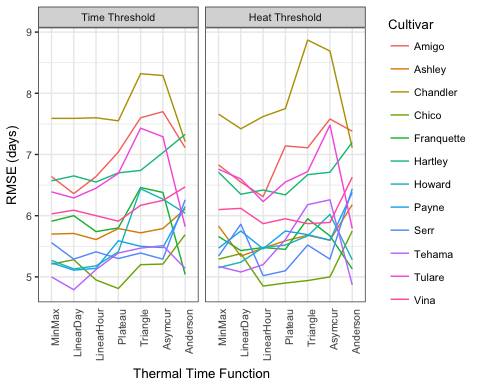 Time Threshold
Heat Threshold
RMSE (days)
9
8
7
6
5
MinMax
LinearDay
LinearHour
Plateau
Triangle
Asymcur
Anderson
MinMax
LinearDay
LinearHour
Plateau
Triangle
Asymcur
Anderson
Thermal Time Function
Cultivar
Amigo
Ashley
Chandler
Chico
Franquette
Hartley
Howard
Payne
Serr
Tehama
Tulare
Vina